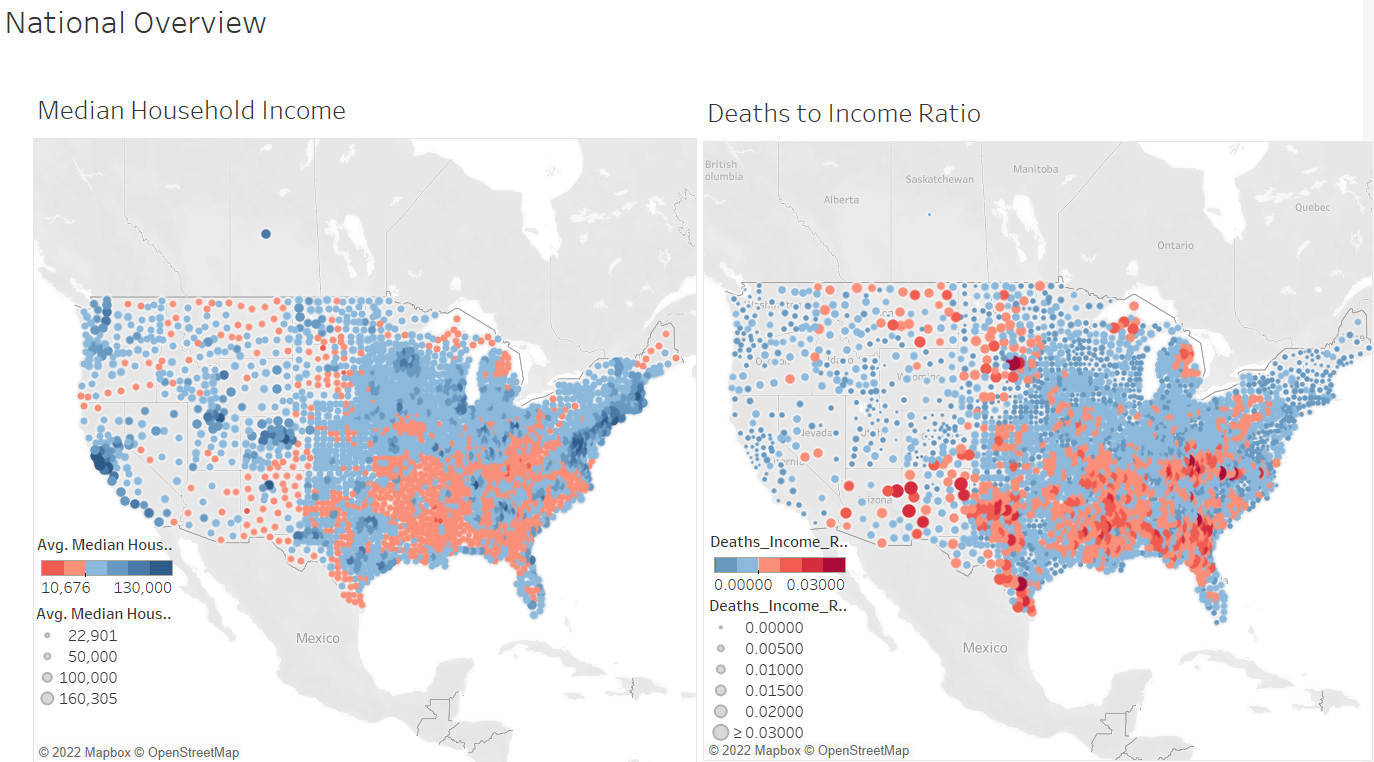 National Overview
Median Household Income
Deaths to Income Ratio
British
olumbia
Alberta
Saskatchewan
Manitoba
Ontario
Quebec
Idaho
Wyoming
izona
Avg. Median Hous..
10,676 130,000
Avg. Median Hous..
22,901
50,000
100,000
160,305
Mexico
© 2022 Mapbox © OpenStreetMap
Deaths_Income_R..
0.00000 0.03000
Deaths_Income_R..
0.00000
0.00500
0.01000
0.01500
0.02000
≥ 0.03000
Mexico
© 2022 Mapbox © OpenStreetMap